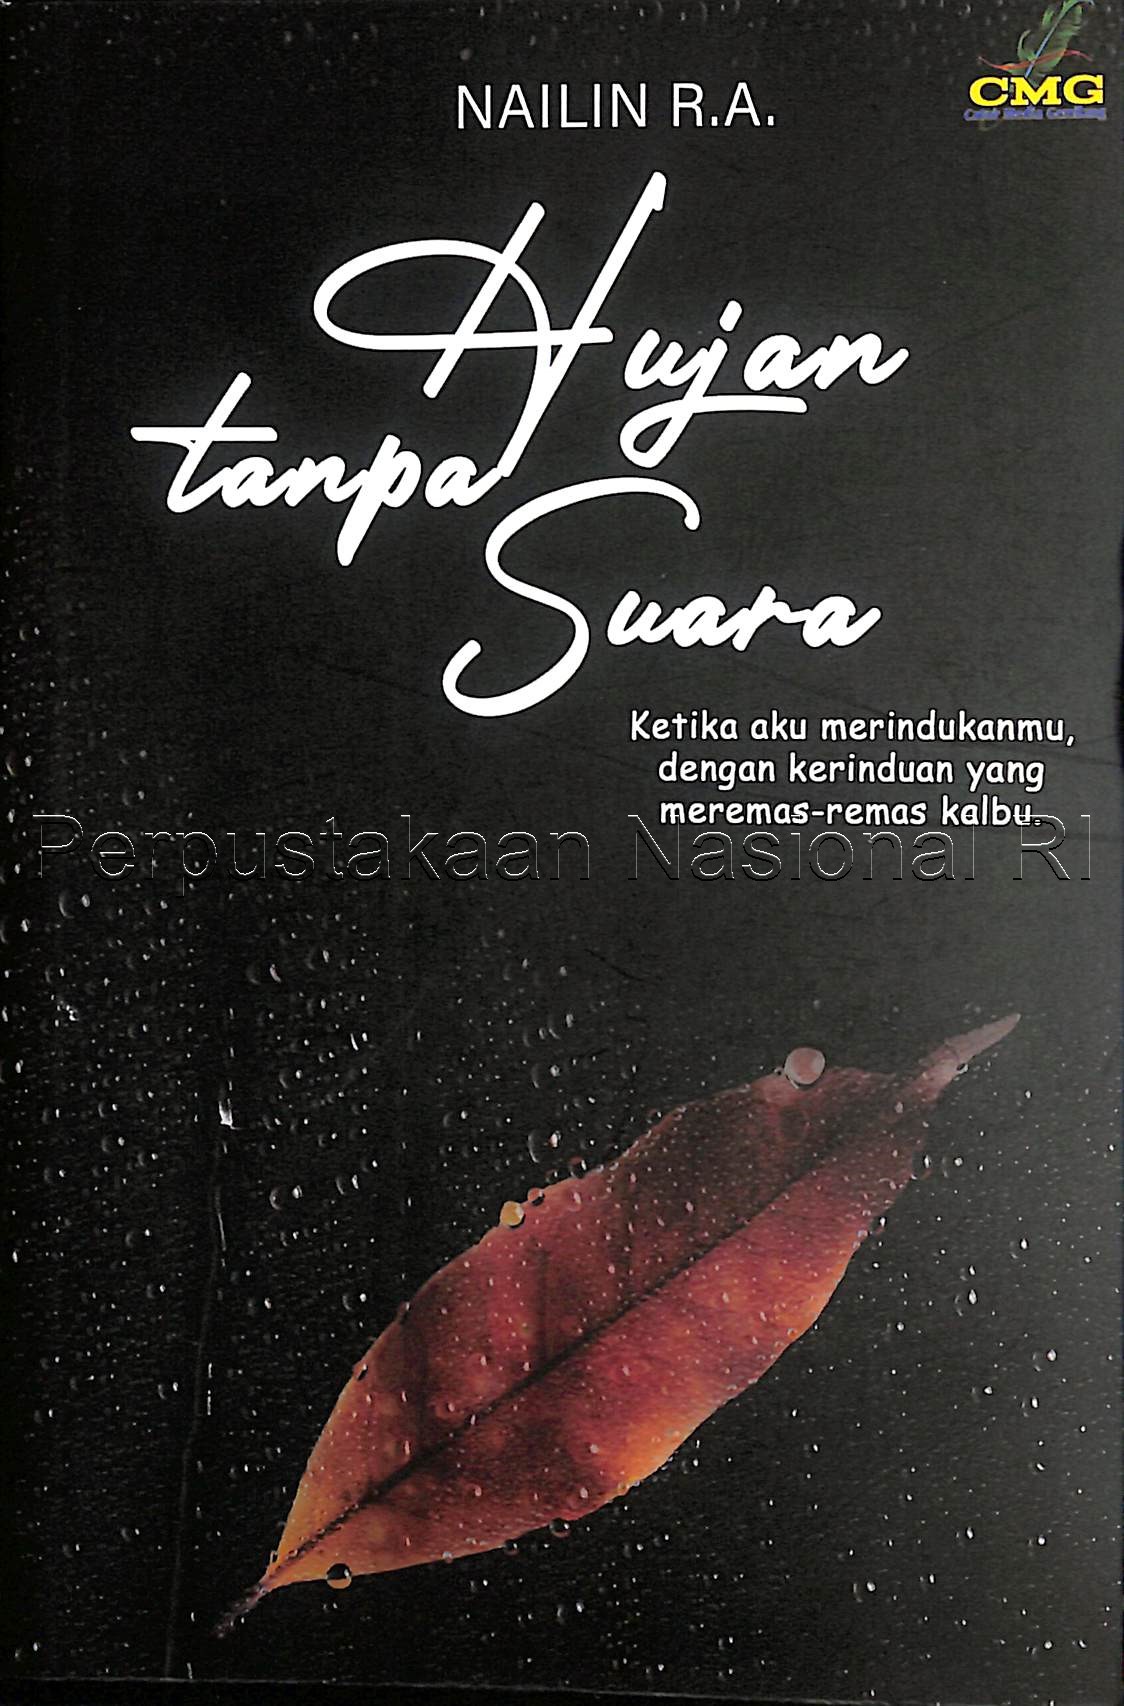 NAILIN R.A.
CMG
Hujan
tanpa
Suara
Ketika aku merindukanmu,
dengan kerinduan yang
meremas-remas kalbu.
Perpustakaan Nasional RI